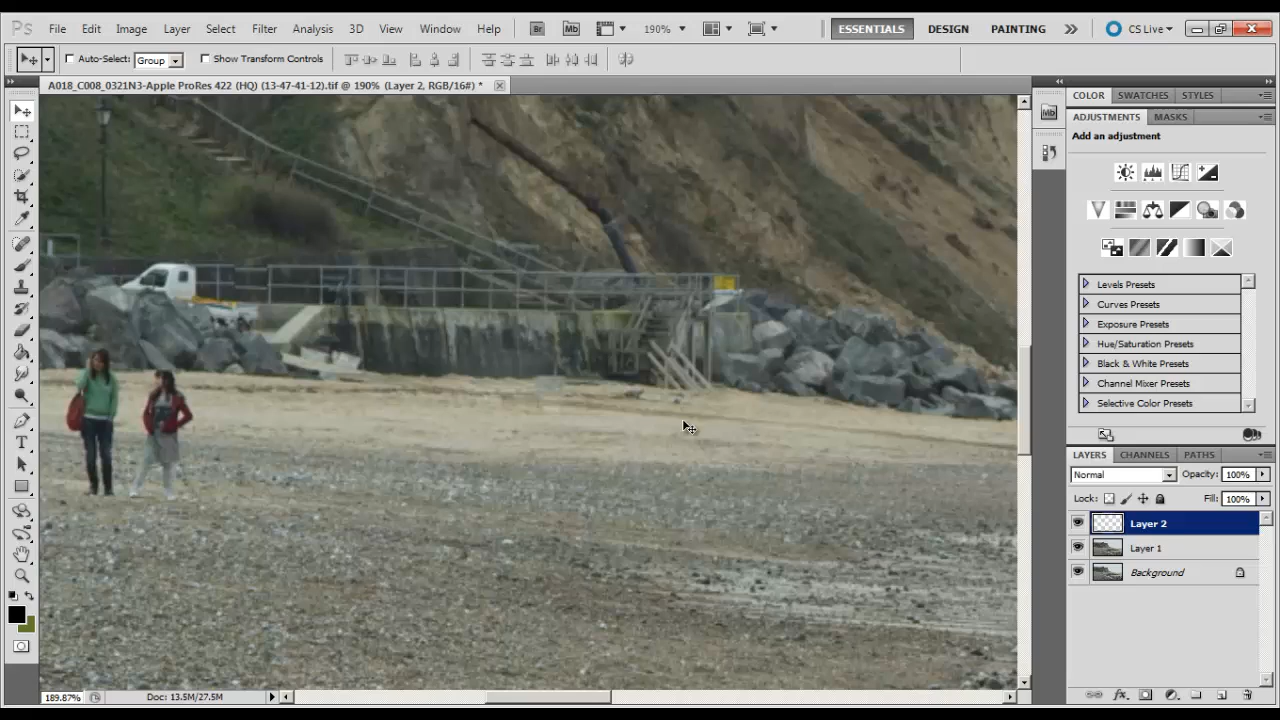 Ps File Edit Image Layer Select Filter Analysis 3D View Window Help Br Mb 190% ESSENTIALS DESIGN PAINTING CS Live
Auto-Select: Group Show Transform Controls
A018_C008_0321N3-Apple ProRes 422 (HQ) (13-47-41-12).tif @ 190% (Layer 2, RGB/16#) *
COLOR SWATCHES STYLES
ADJUSTMENTS MASKS
Add an adjustment
Levels Presets
Curves Presets
Exposure Presets
Hue/Saturation Presets
Black & White Presets
Channel Mixer Presets
Selective Color Presets
LAYERS CHANNELS PATHS
Normal Opacity: 100%
Lock: Fill: 100%
Layer 2
Layer 1
Background
189.87% Doc: 13.5M/27.5M